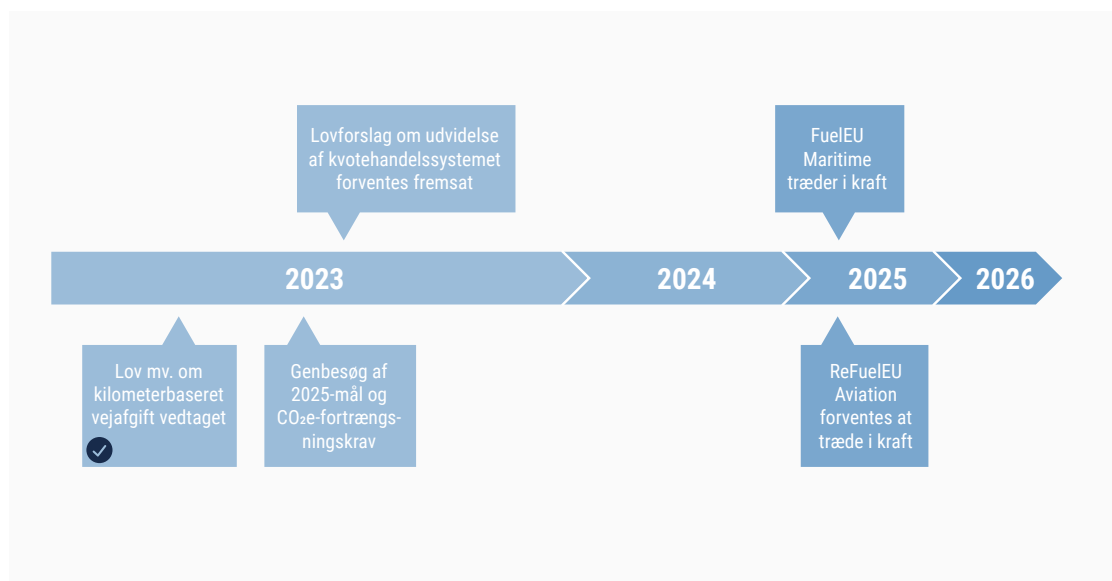 Lovforslag om udvidelse
af kvotehandelssystemet
forventes fremsat
FuelEU
Maritime
træder i kraft
2023
2024
2025
2026
Lov mv. om
kilometerbaseret
vejafgift vedtaget
Genbesøg af
2025-mål og
CO₂e-fortrængs-
ningskrav
ReFuelEU
Aviation
forventes at
træde i kraft